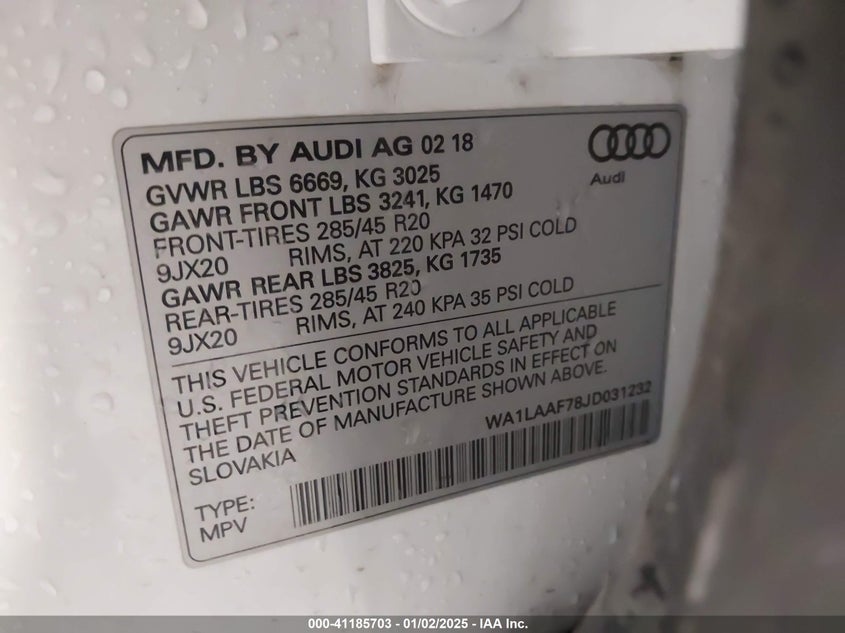 MFD. BY AUDI AG 02 18
Audi
GVWR LBS 6669, KG 3025
GAWR FRONT LBS 3241, KG 1470
FRONT-TIRES 285/45 R20
9JX20 RIMS, AT 220 KPA 32 PSI COLD
GAWR REAR LBS 3825, KG 1735
REAR-TIRES 285/45 R20
9JX20 RIMS, AT 240 KPA 35 PSI COLD
THIS VEHICLE CONFORMS TO ALL APPLICABLE
U.S. FEDERAL MOTOR VEHICLE SAFETY AND
THEFT PREVENTION STANDARDS IN EFFECT ON
THE DATE OF MANUFACTURE SHOWN ABOVE.
SLOVAKIA WA1LAAF78JD031232
TYPE:
MPV
000-41185703 - 01/02/2025 - IAA Inc.